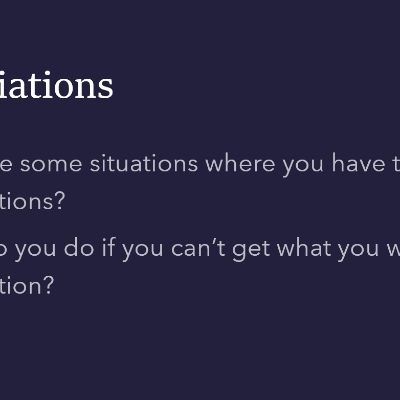 iations
e some situations where you have t
tions?
o you do if you can’t get what you w
tion?